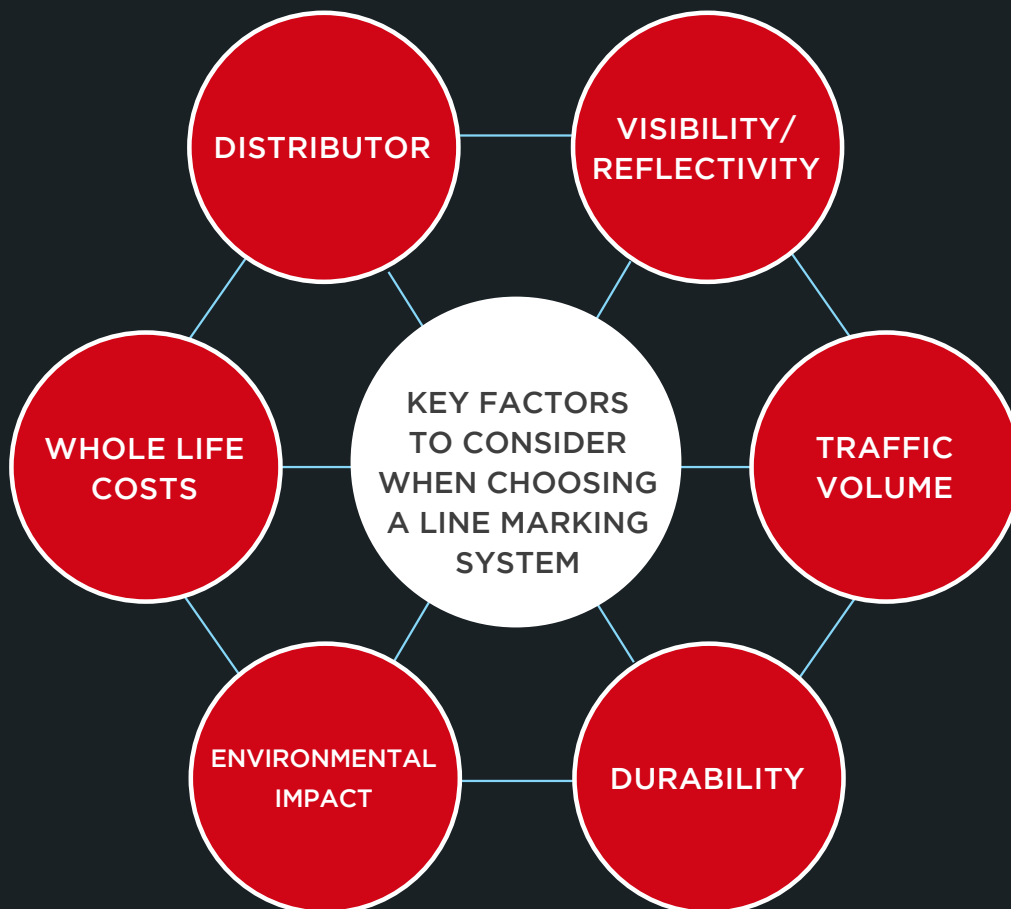 DISTRIBUTOR
VISIBILITY/
REFLECTIVITY
WHOLE LIFE
COSTS
KEY FACTORS
TO CONSIDER
WHEN CHOOSING
A LINE MARKING
SYSTEM
TRAFFIC
VOLUME
ENVIRONMENTAL
IMPACT
DURABILITY